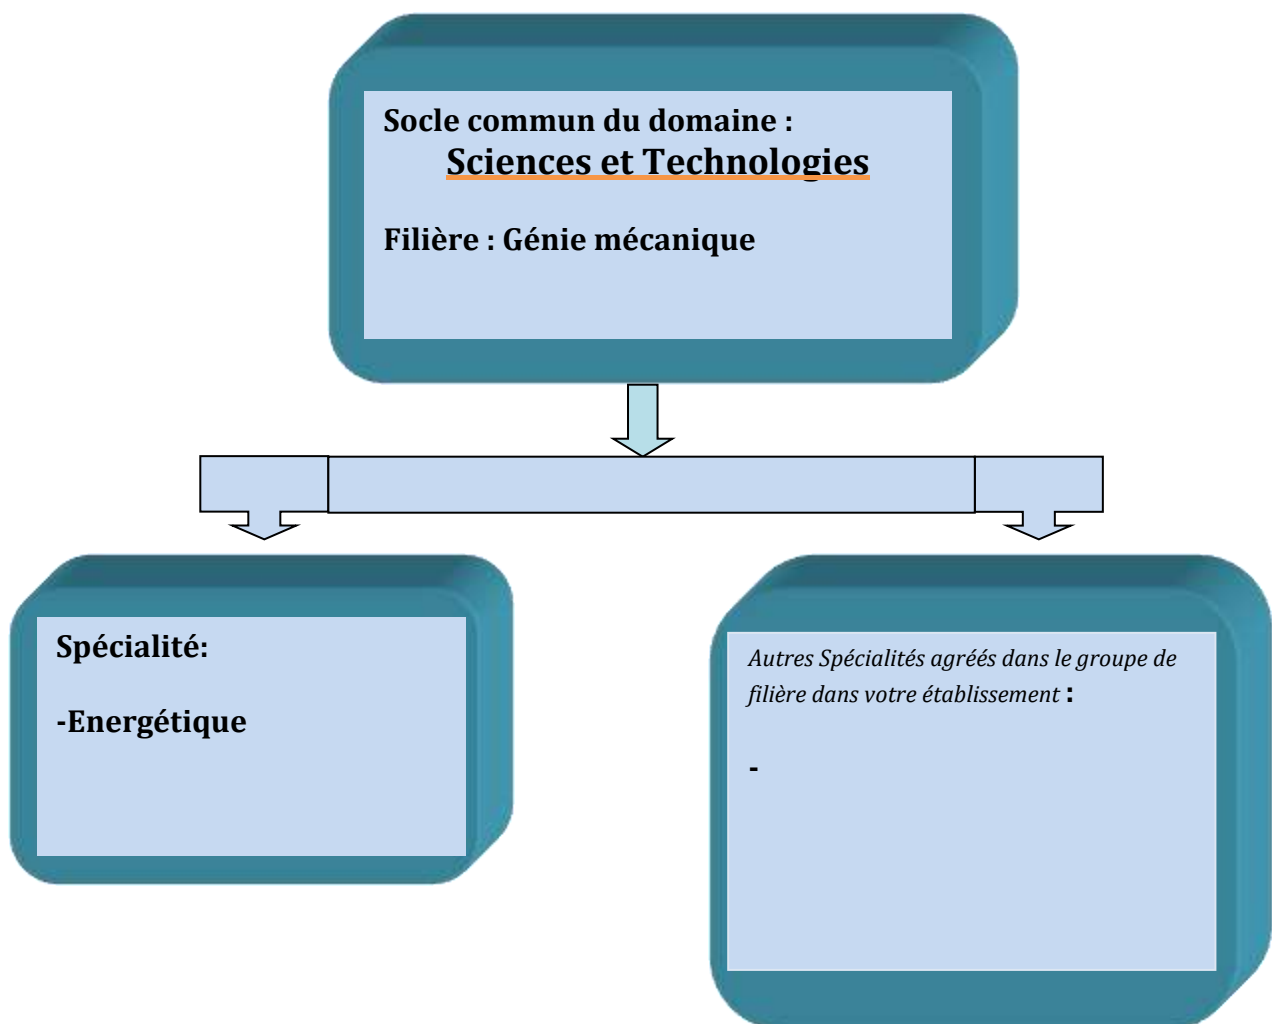 Socle commun du domaine :
Sciences et Technologies
Filière : Génie mécanique
Spécialité:
-Energétique
Autres Spécialités agréés dans le groupe de
filière dans votre établissement :
-